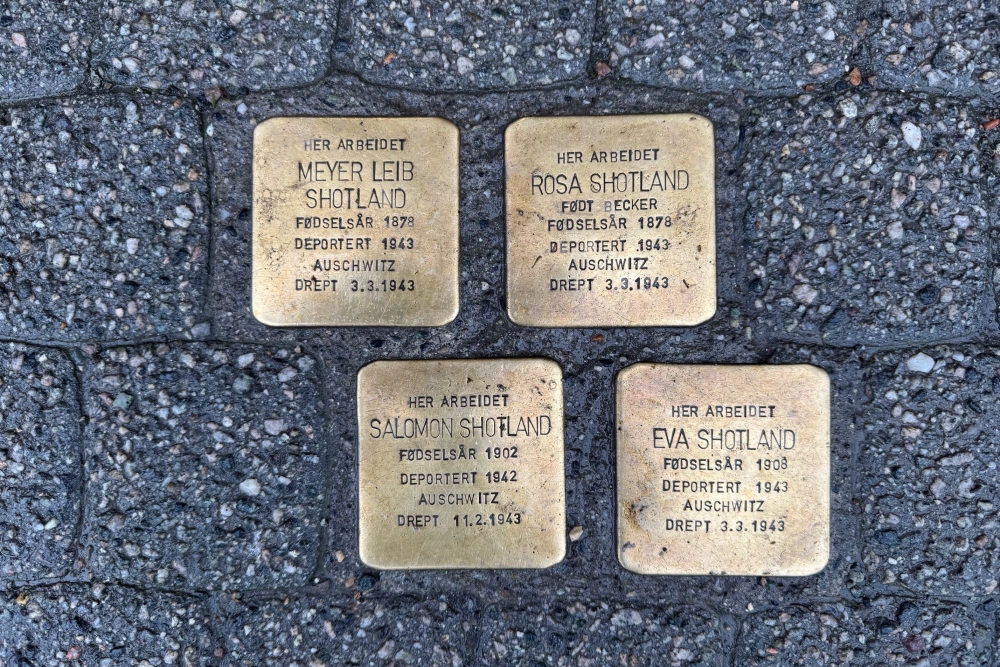 HER ARBEIDET
MEYER LEIB
SHOTLAND
FØDSELSÅR 1878
DEPORTERT 1943
AUSCHWITZ
DREPT 3.3.1943
HER ARBEIDET
ROSA SHOTLAND
FØDT BECKER
FØDSELSÅR 1878
DEPORTERT 1943
AUSCHWITZ
DREPT 3.3.1943
HER ARBEIDET
SALOMON SHOTLAND
FØDSELSÅR 1902
DEPORTERT 1942
AUSCHWITZ
DREPT 11.2.1943
HER ARBEIDET
EVA SHOTLAND
FØDSELSÅR 1908
DEPORTERT 1943
AUSCHWITZ
DREPT 3.3.1943